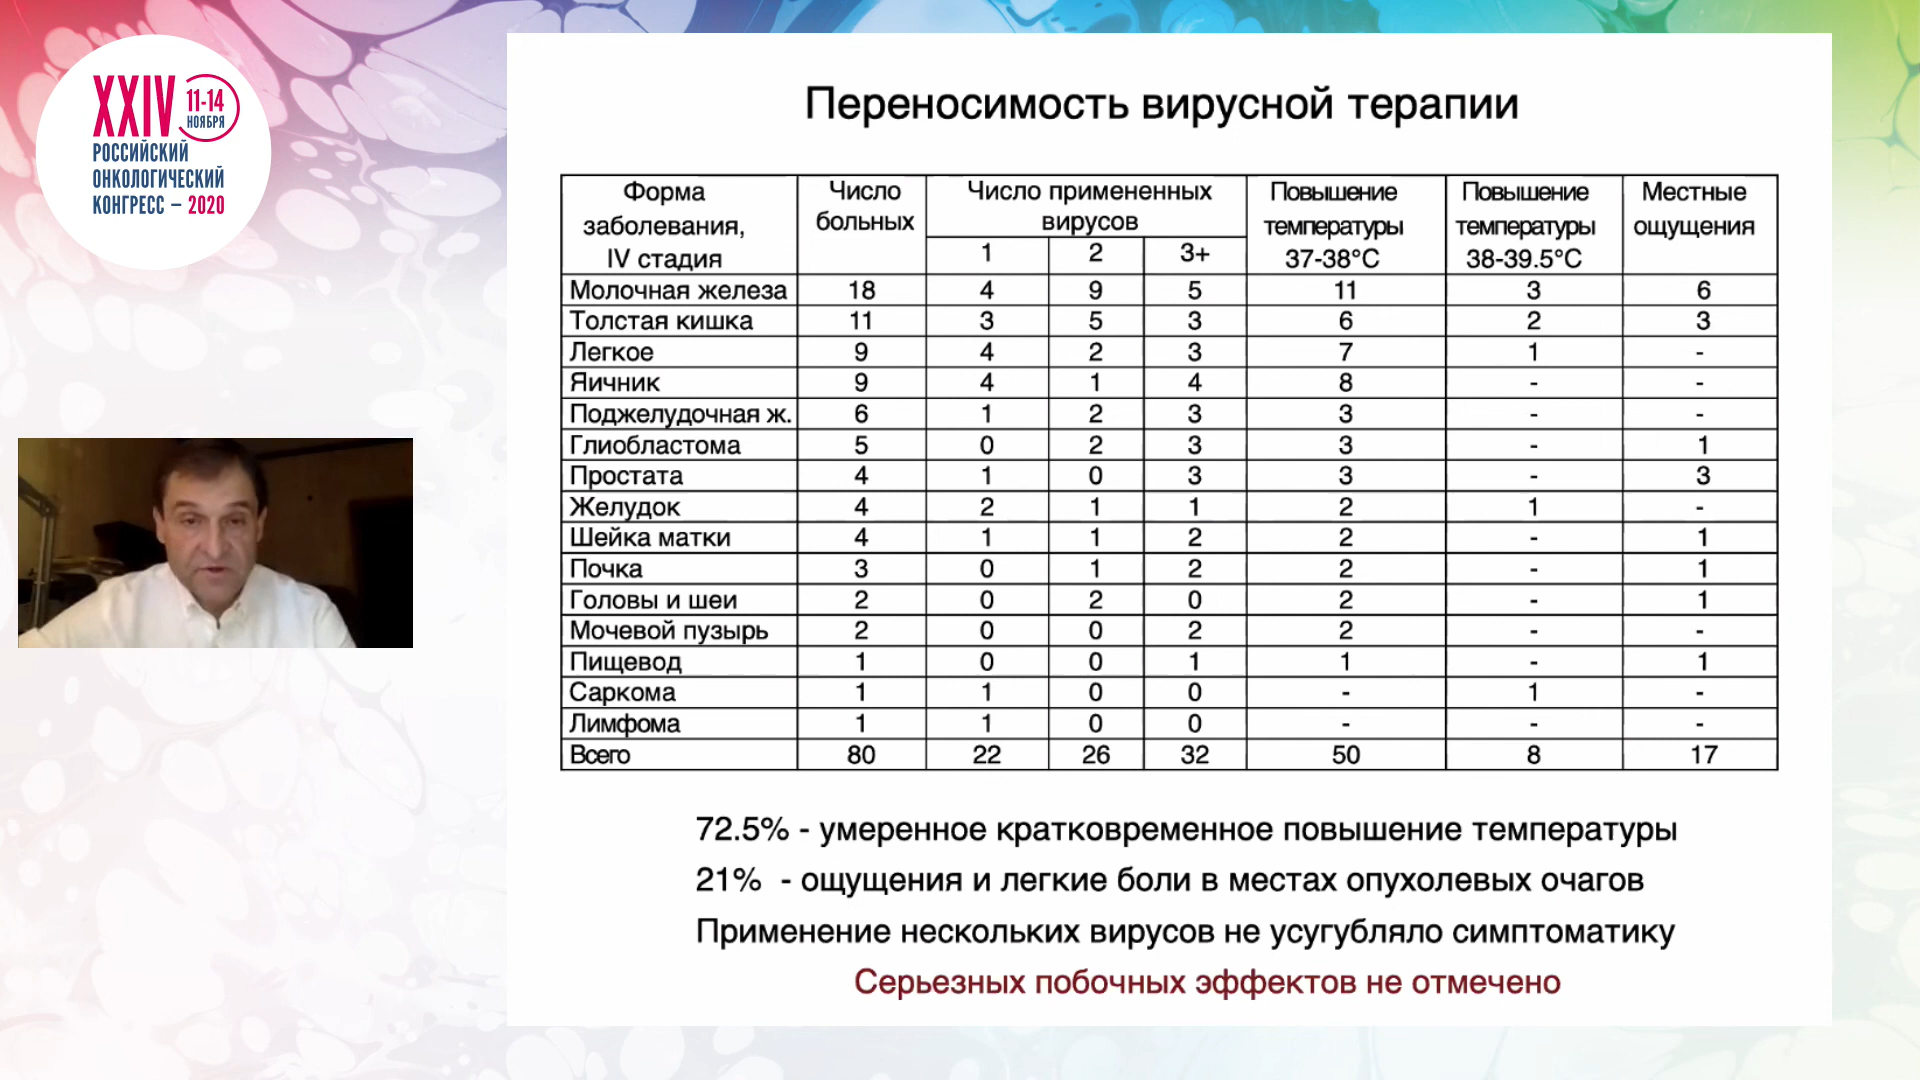 XXIV
11-14
НОЯБРЯ
РОССИЙСКИЙ
ОНКОЛОГИЧЕСКИЙ
КОНГРЕСС – 2020
Переносимость вирусной терапии
Форма заболевания, IV стадия | Число больных | Число примененных вирусов | Повышение температуры 37-38°C | Повышение температуры 38-39.5°C | Местные ощущения
1 | 2 | 3+
Молочная железа | 18 | 4 | 9 | 5 | 11 | 3 | 6
Толстая кишка | 11 | 3 | 5 | 3 | 6 | 2 | 3
Легкое | 9 | 4 | 2 | 3 | 7 | 1 | -
Яичник | 9 | 4 | 1 | 4 | 8 | - | -
Поджелудочная ж. | 6 | 1 | 2 | 3 | 3 | - | -
Глиобластома | 5 | 0 | 2 | 3 | 3 | - | 1
Простата | 4 | 1 | 0 | 3 | 3 | - | 3
Желудок | 4 | 2 | 1 | 1 | 2 | 1 | -
Шейка матки | 4 | 1 | 1 | 2 | 2 | - | 1
Почка | 3 | 0 | 1 | 2 | 2 | - | 1
Головы и шеи | 2 | 0 | 2 | 0 | 2 | - | 1
Мочевой пузырь | 2 | 0 | 0 | 2 | 2 | - | -
Пищевод | 1 | 0 | 0 | 1 | 1 | - | 1
Саркома | 1 | 1 | 0 | 0 | - | 1 | -
Лимфома | 1 | 1 | 0 | 0 | - | - | -
Всего | 80 | 22 | 26 | 32 | 50 | 8 | 17
72.5% - умеренное кратковременное повышение температуры
21% - ощущения и легкие боли в местах опухолевых очагов
Применение нескольких вирусов не усугубляло симптоматику
Серьезных побочных эффектов не отмечено